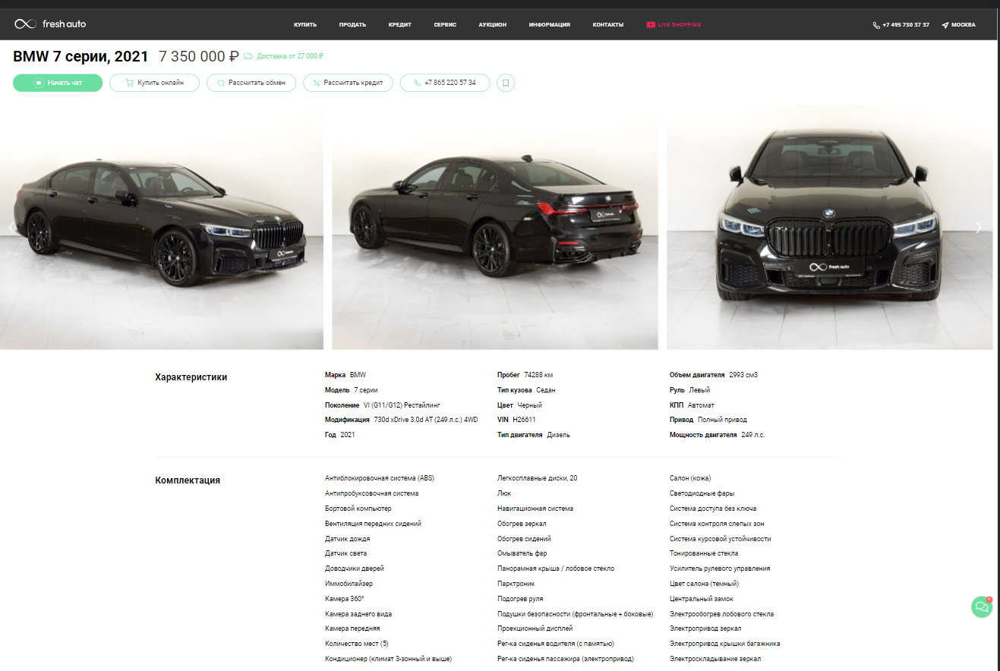 fresh auto
КУПИТЬ ПРОДАТЬ КРЕДИТ СЕРВИС АУКЦИОН ИНФОРМАЦИЯ КОНТАКТЫ LIVE SHOPPING
+7 495 730 37 37 МОСКВА
BMW 7 серии, 2021 7 350 000 ₽ Доставка от 27 000 ₽
Начать чат Купить онлайн Рассчитать обмен Рассчитать кредит +7 865 220 57 34
fresh auto
fresh auto
fresh auto
Характеристики
Марка BMW
Модель 7 серии
Поколение VI (G11/G12) Рестайлинг
Модификация 730d xDrive 3.0d AT (249 л.с.) 4WD
Год 2021
Пробег 74288 км
Тип кузова Седан
Цвет Черный
VIN H26611
Тип двигателя Дизель
Объем двигателя 2993 см3
Руль Левый
КПП Автомат
Привод Полный привод
Мощность двигателя 249 л.с.
Комплектация
Антиблокировочная система (ABS)
Антипробуксовочная система
Бортовой компьютер
Вентиляция передних сидений
Датчик дождя
Датчик света
Доводчики дверей
Иммобилайзер
Камера 360°
Камера заднего вида
Камера передняя
Количество мест (5)
Кондиционер (климат 3-зонный и выше)
Легкосплавные диски, 20
Люк
Навигационная система
Обогрев зеркал
Обогрев сидений
Омыватель фар
Панорамная крыша / лобовое стекло
Парктроник
Подогрев руля
Подушки безопасности (фронтальные + боковые)
Проекционный дисплей
Рег-ка сиденья водителя (с памятью)
Рег-ка сиденья пассажира (электропривод)
Салон (кожа)
Светодиодные фары
Система доступа без ключа
Система контроля слепых зон
Система курсовой устойчивости
Тонированные стекла
Усилитель рулевого управления
Цвет салона (темный)
Центральный замок
Электрообогрев лобового стекла
Электропривод зеркал
Электропривод крышки багажника
Электроскладывание зеркал